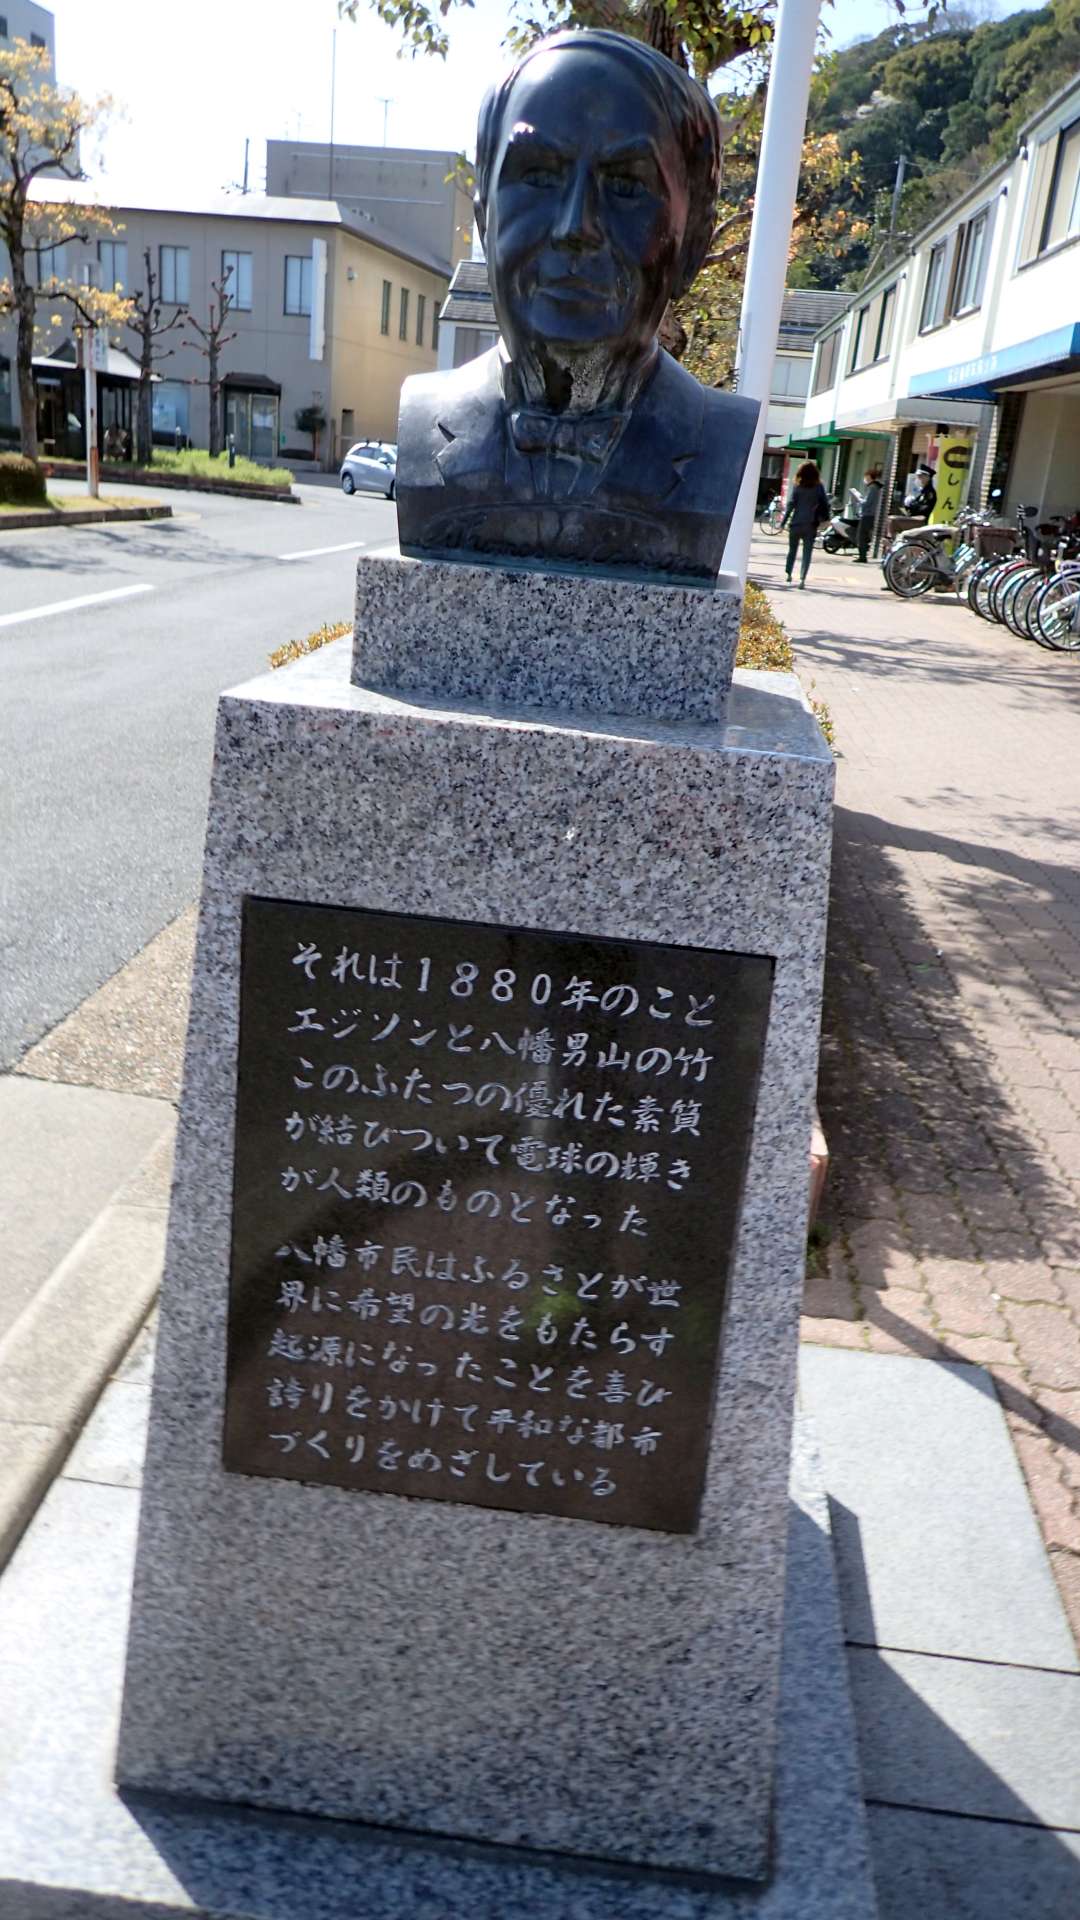 それは1880年のこと
エジソンと八幡男山の竹
このふたつの優れた素質
が結びついて電球の輝き
が人類のものとなった
八幡市民はふるさとが世
界に希望の光をもたらす
起源になったことを喜び
誇りをかけて平和な都市
づくりをめざしている